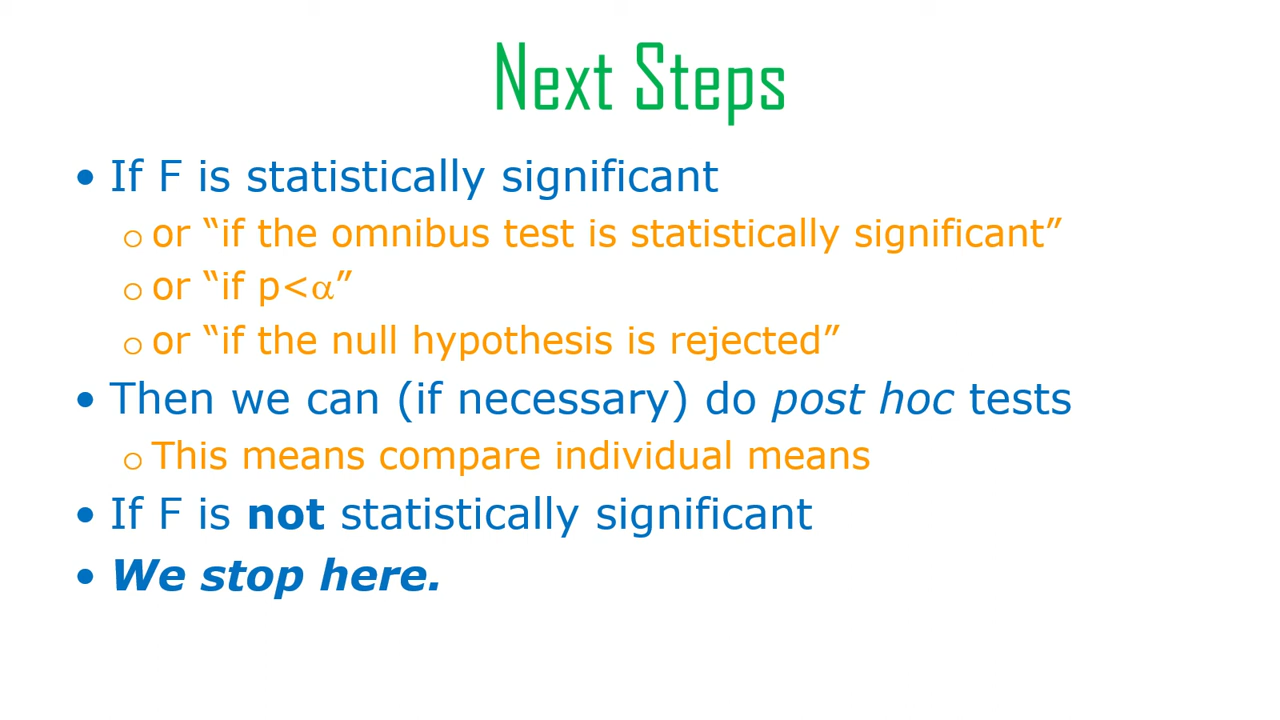 Next Steps
• If F is statistically significant
o or “if the omnibus test is statistically significant”
o or “if p<α”
o or “if the null hypothesis is rejected”
• Then we can (if necessary) do post hoc tests
o This means compare individual means
• If F is not statistically significant
• We stop here.